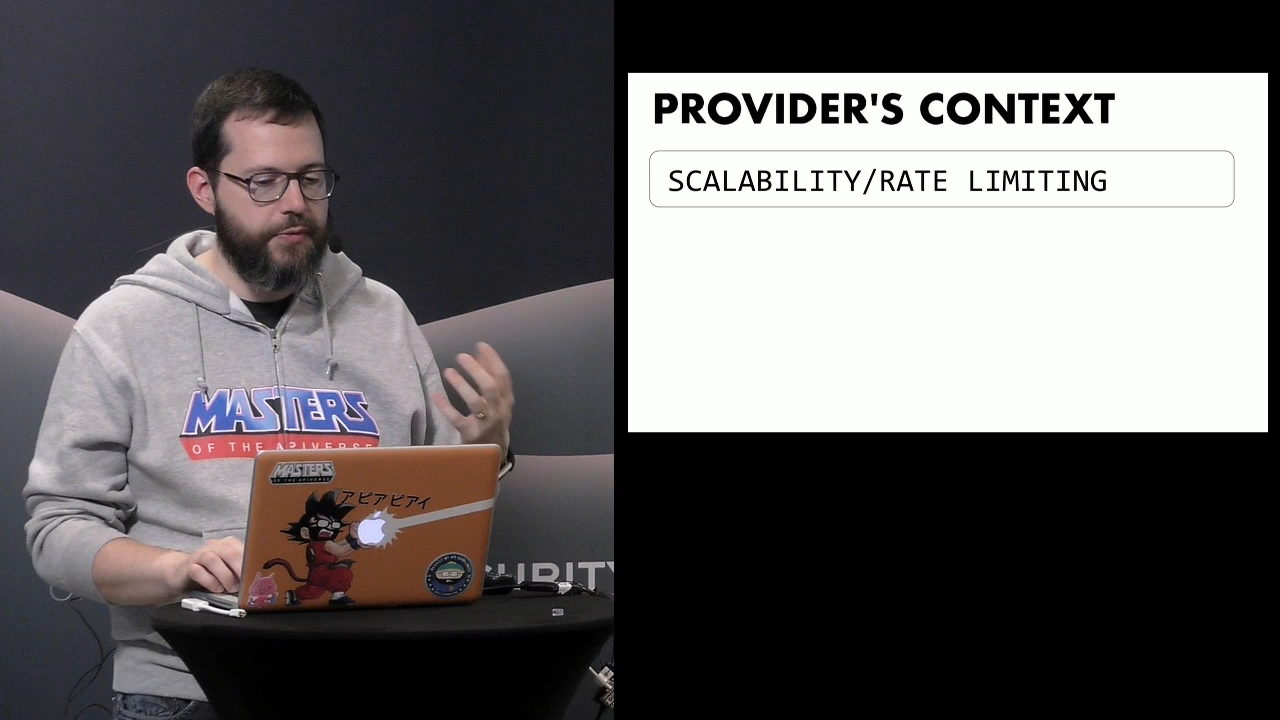 PROVIDER'S CONTEXT
SCALABILITY/RATE LIMITING
MASTERS
OF THE APIVERSE
MASTERS
OF THE APIVERSE
アピアピアイ
URITY